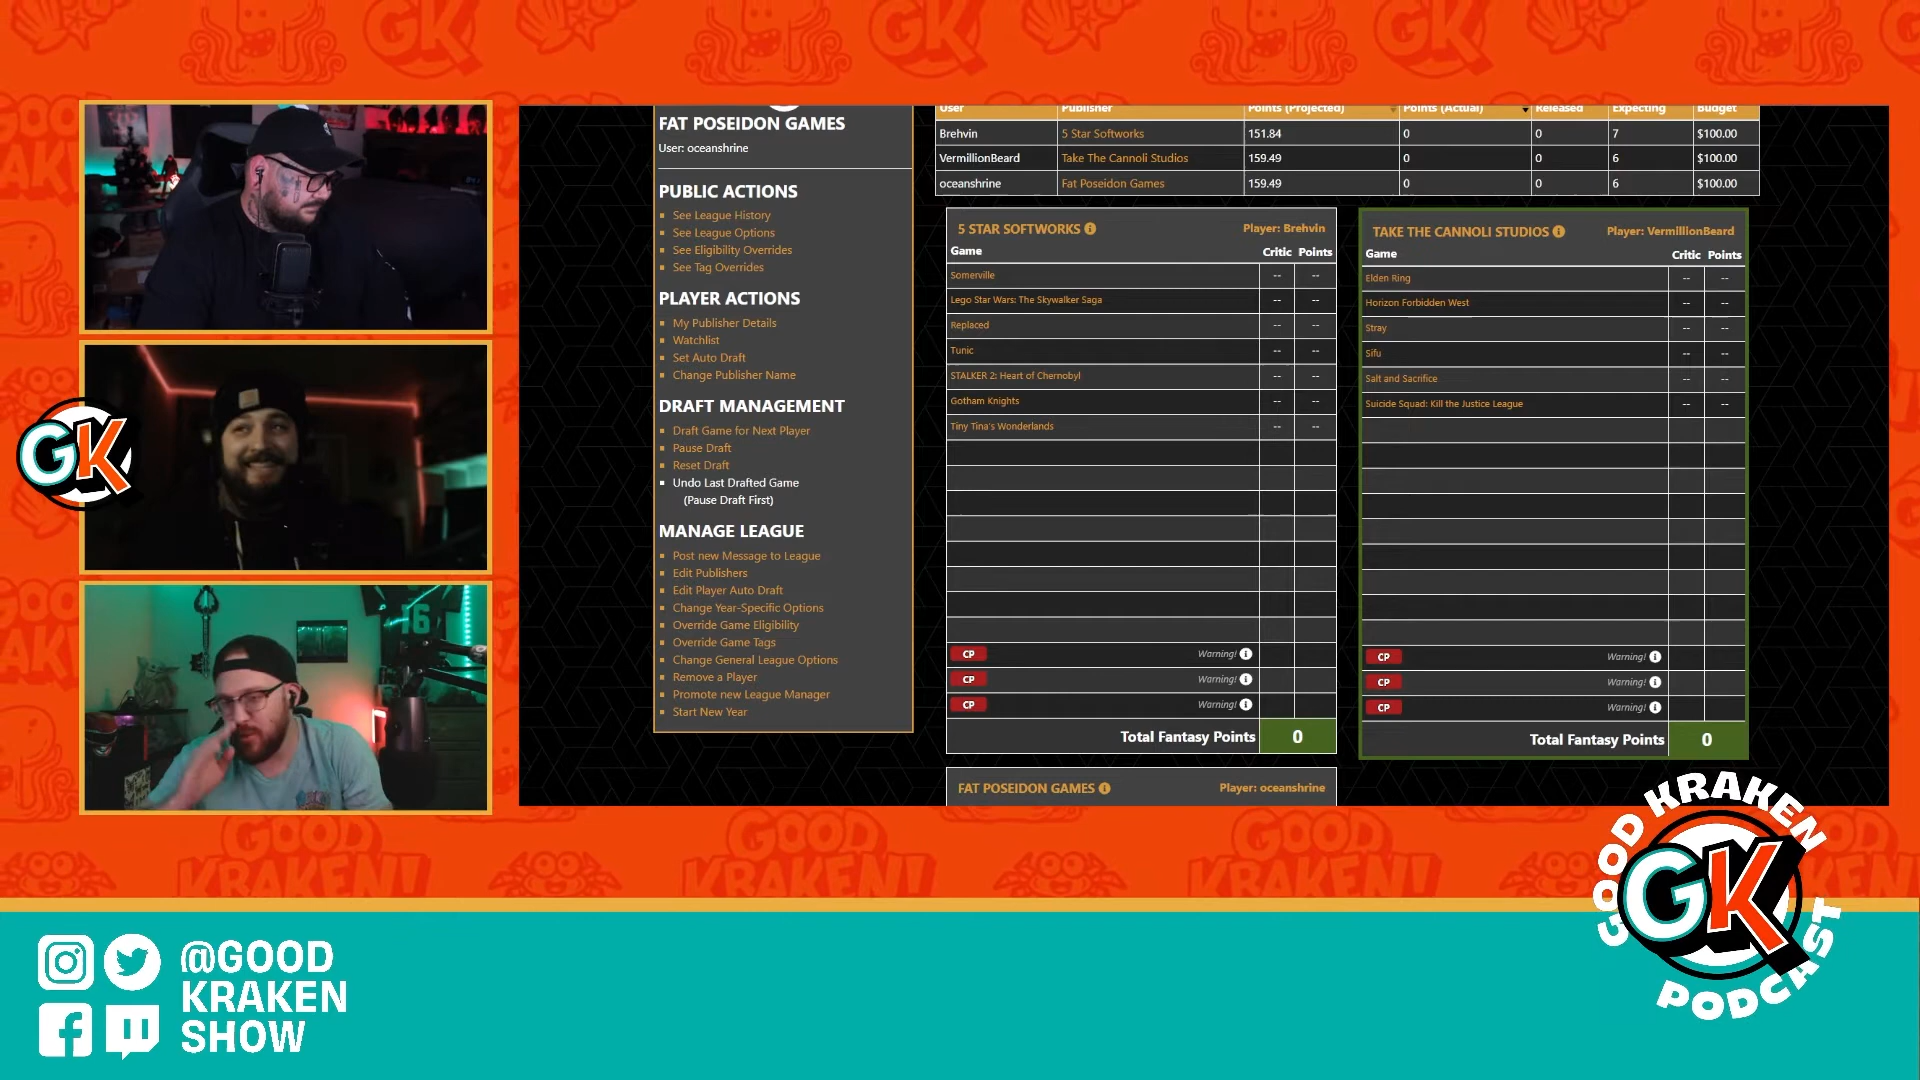 FAT POSEIDON GAMES
User: oceanshrine
PUBLIC ACTIONS
See League History
See League Options
See Eligibility Overrides
See Tag Overrides
PLAYER ACTIONS
My Publisher Details
Watchlist
Set Auto Draft
Change Publisher Name
DRAFT MANAGEMENT
Draft Game for Next Player
Pause Draft
Reset Draft
Undo Last Drafted Game
(Pause Draft First)
MANAGE LEAGUE
Post new Message to League
Edit Publishers
Edit Player Auto Draft
Change Year-Specific Options
Override Game Eligibility
Override Game Tags
Change General League Options
Remove a Player
Promote new League Manager
Start New Year
User Publisher Points (Projected) Points (Actual) Released Expecting Budget
Brehvin 5 Star Softworks 151.84 0 0 7 $100.00
VermillionBeard Take The Cannoli Studios 159.49 0 0 6 $100.00
oceanshrine Fat Poseidon Games 159.49 0 0 6 $100.00
5 STAR SOFTWORKS Player: Brehvin
Game Critic Points
Somerville -- --
Lego Star Wars: The Skywalker Saga -- --
Replaced -- --
Tunic -- --
STALKER 2: Heart of Chernobyl -- --
Gotham Knights -- --
Tiny Tina's Wonderlands -- --
CP Warning!
CP Warning!
CP Warning!
Total Fantasy Points 0
TAKE THE CANNOLI STUDIOS Player: VermillionBeard
Game Critic Points
Elden Ring -- --
Horizon Forbidden West -- --
Stray -- --
Sifu -- --
Salt and Sacrifice -- --
Suicide Squad: Kill the Justice League -- --
CP Warning!
CP Warning!
CP Warning!
Total Fantasy Points 0
FAT POSEIDON GAMES Player: oceanshrine
GK
16
GOOD KRAKEN!
GOOD KRAKEN
GK
PODCAST
@GOOD
KRAKEN
SHOW